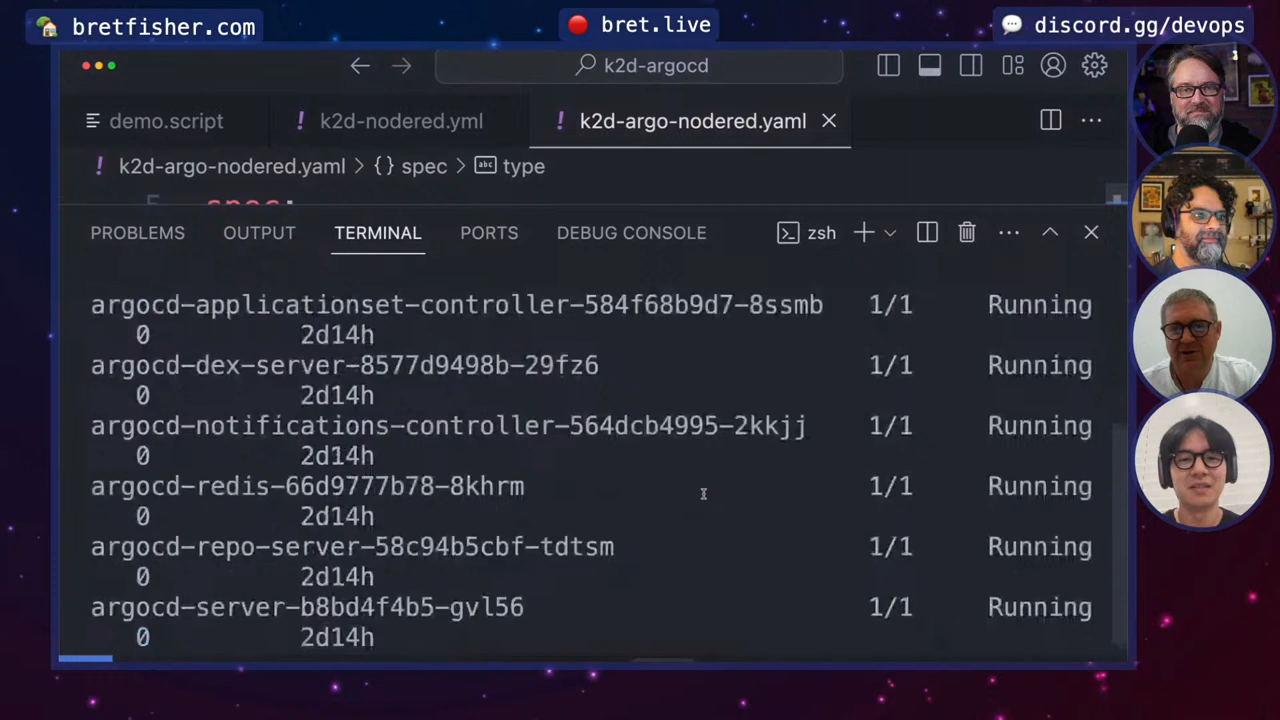 bretfisher.com
bret.live
discord.gg/devops
k2d-argocd
demo.script
! k2d-nodered.yml
! k2d-argo-nodered.yaml
! k2d-argo-nodered.yaml > {} spec > abc type
5 spec:
PROBLEMS OUTPUT TERMINAL PORTS DEBUG CONSOLE
zsh
argocd-applicationset-controller-584f68b9d7-8ssmb 1/1 Running
0 2d14h
argocd-dex-server-8577d9498b-29fz6 1/1 Running
0 2d14h
argocd-notifications-controller-564dcb4995-2kkjj 1/1 Running
0 2d14h
argocd-redis-66d9777b78-8khrm 1/1 Running
0 2d14h
argocd-repo-server-58c94b5cbf-tdtsm 1/1 Running
0 2d14h
argocd-server-b8bd4f4b5-gvl56 1/1 Running
0 2d14h